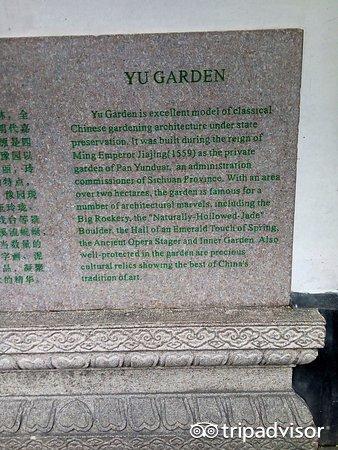 YU GARDEN
Yu Garden is excellent model of classical
Chinese gardening architecture under state
preservation. It was built during the reign of
Ming Emperor Jiajing(1559) as the private
garden of Pan Yunduar, an administration
commissioner of Sichuan Province. With an area
over two hectares, the garden is famous for a
number of architectural marvels, including the
Big Rockery, the "Naturally-Hollowed-Jade"
Boulder, the Hall of an Emerald Touch of Spring,
the Ancient Opera Stager and Inner Garden. Also
well-protected in the garden are precious
cultural relics showing the best of China's
tradition of art.
tripadvisor